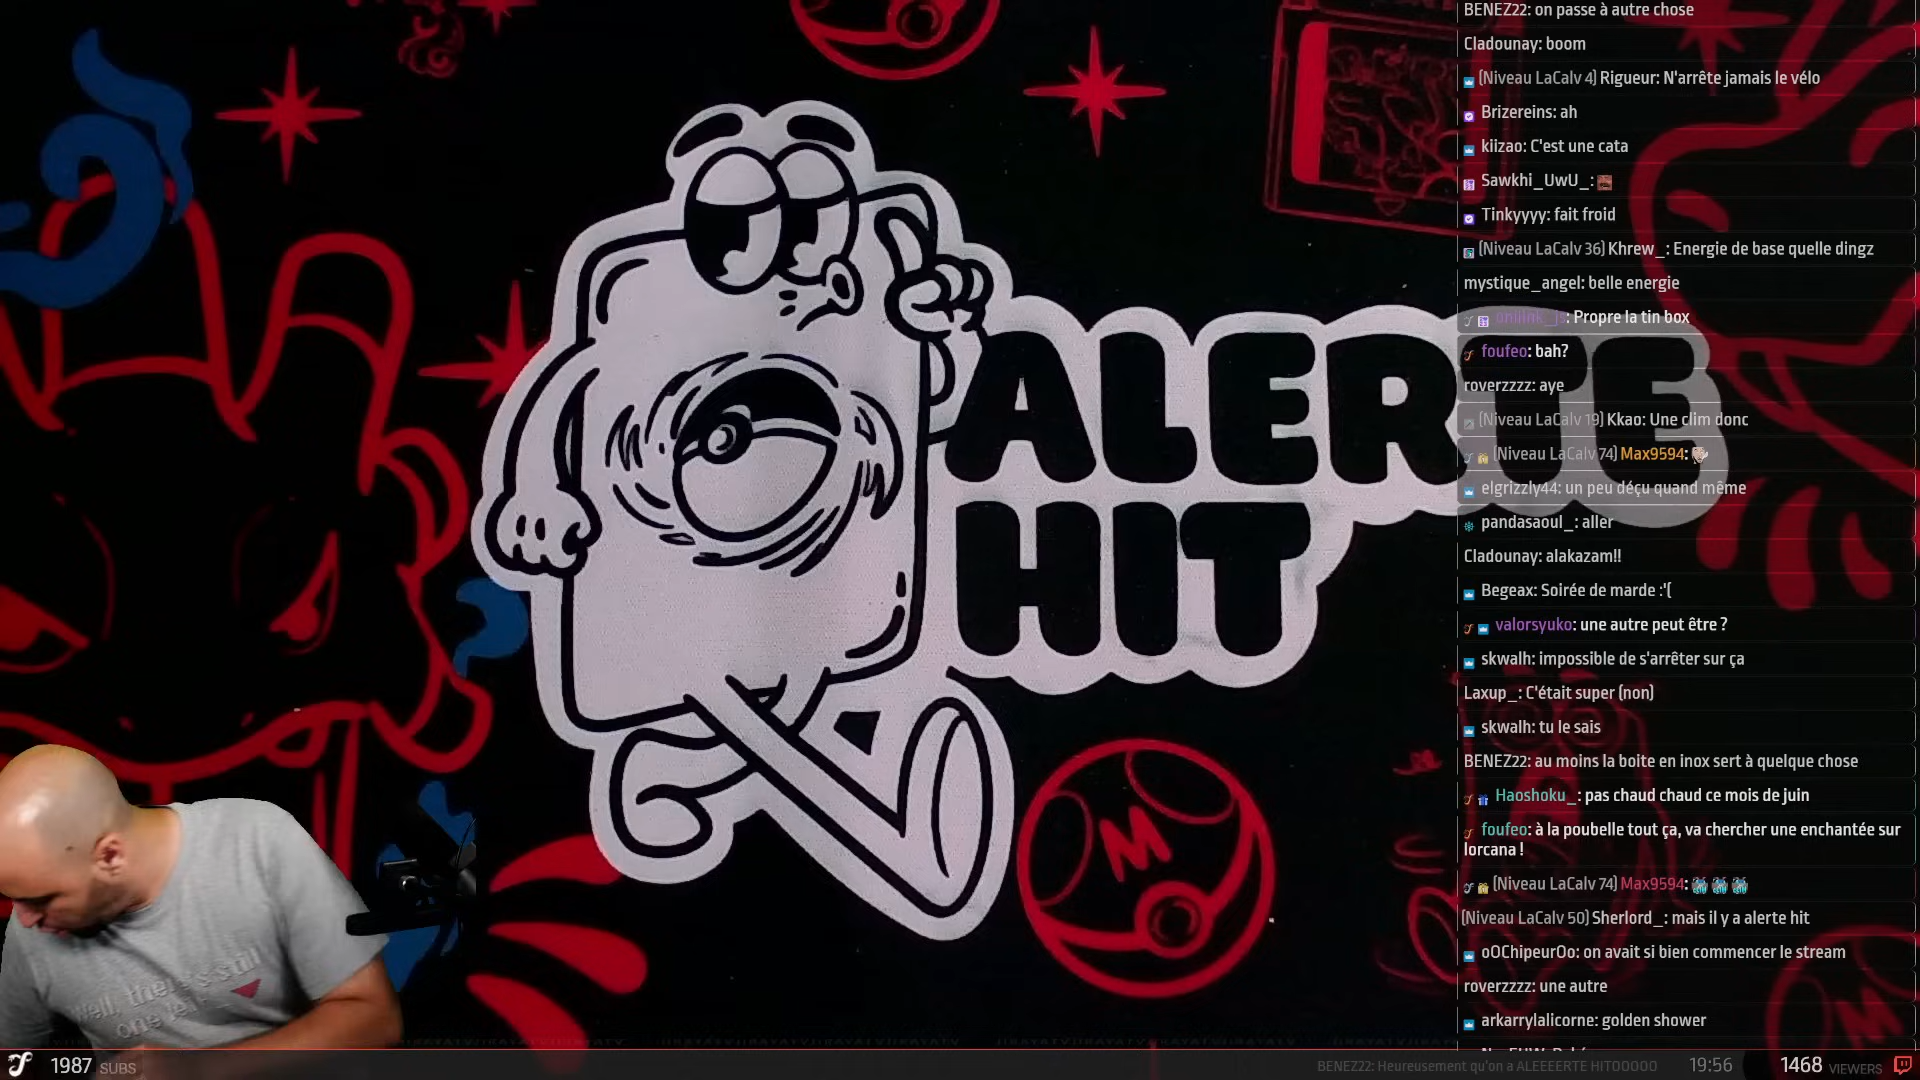 ALERTE
HIT
M
Well, there's still
BENEZ22: on passe à autre chose
Cladounay: boom
[Niveau LaCalv 4] Rigueur: N'arrête jamais le vélo
Brizereins: ah
kiizao: C'est une cata
Sawkhi_UwU_:
Tinkyyyy: fait froid
[Niveau LaCalv 36] Khrew_: Energie de base quelle dingz
mystique_angel: belle energie
: Propre la tin box
foufeo: bah?
roverzzzz: aye
[Niveau LaCalv 19] Kkao: Une clim donc
[Niveau LaCalv 74] Max9594:
elgrizzly44: un peu déçu quand même
pandasaoul_: aller
Cladounay: alakazam!!
Begeax: Soirée de marde :'(
valorsyuko: une autre peut être ?
skwalh: impossible de s'arrêter sur ça
Laxup_: C'était super (non)
skwalh: tu le sais
BENEZ22: au moins la boite en inox sert à quelque chose
Haoshoku_: pas chaud chaud ce mois de juin
foufeo: à la poubelle tout ça, va chercher une enchantée sur
lorcana !
[Niveau LaCalv 74] Max9594:
[Niveau LaCalv 50] Sherlord_: mais il y a alerte hit
oOChipeurOo: on avait si bien commencer le stream
roverzzzz: une autre
arkarrylalicorne: golden shower
1987 SUBS
BENEZ22: Heureusement qu'on a ALEEEERTE HITOOOOO
19:56
1468 VIEWERS